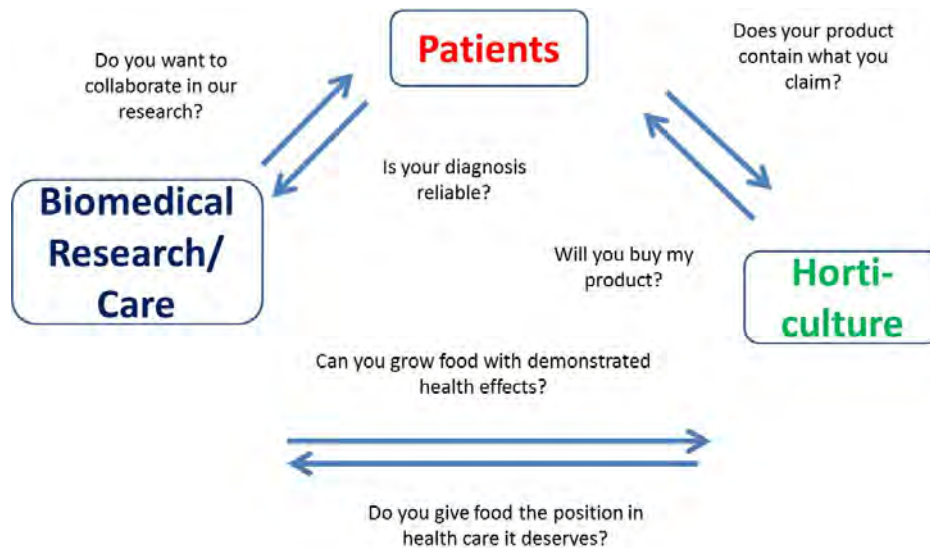 Patients
Do you want to
collaborate in our
research?
Does your product
contain what you
claim?
Is your diagnosis
reliable?
Biomedical
Research/
Care
Will you buy my
product?
Horti-
culture
Can you grow food with demonstrated
health effects?
Do you give food the position in
health care it deserves?